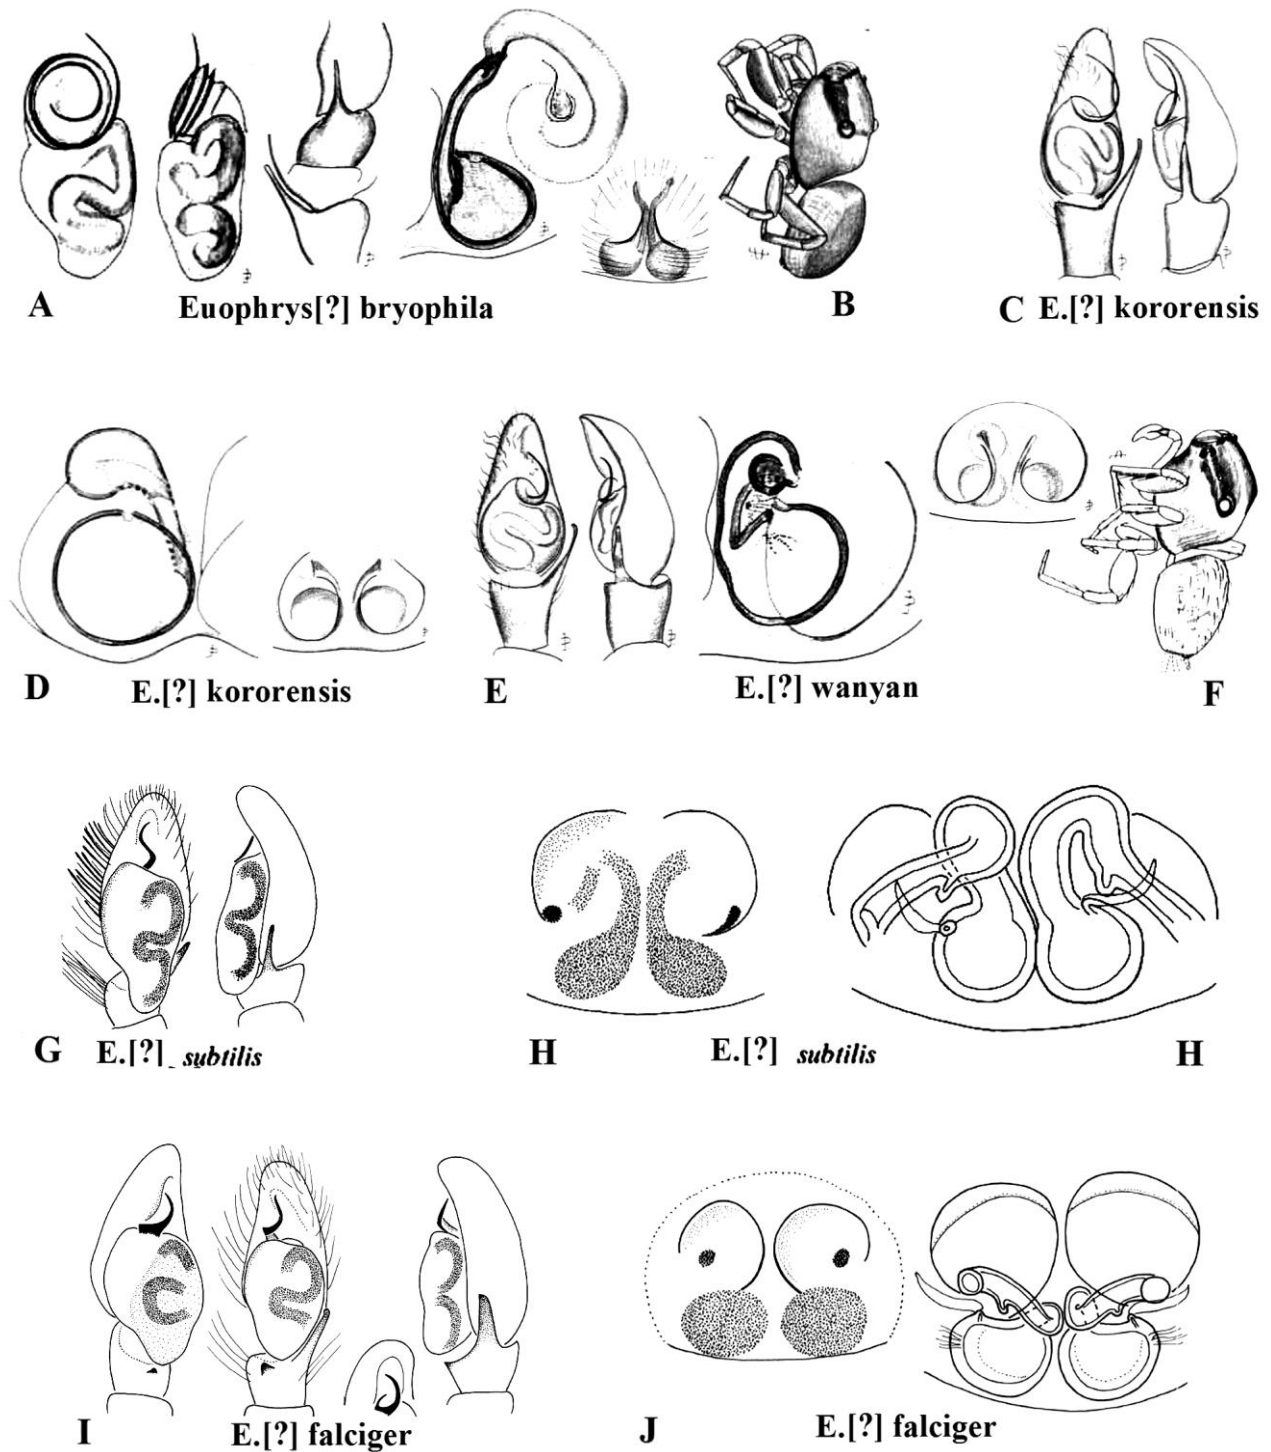 A Euophrys[?] bryophila B C E.[?] kororensis
D E.[?] kororensis E E.[?] wanyan F
G E.[?] subtilis H E.[?] subtilis H
I E.[?] falciger J E.[?] falciger